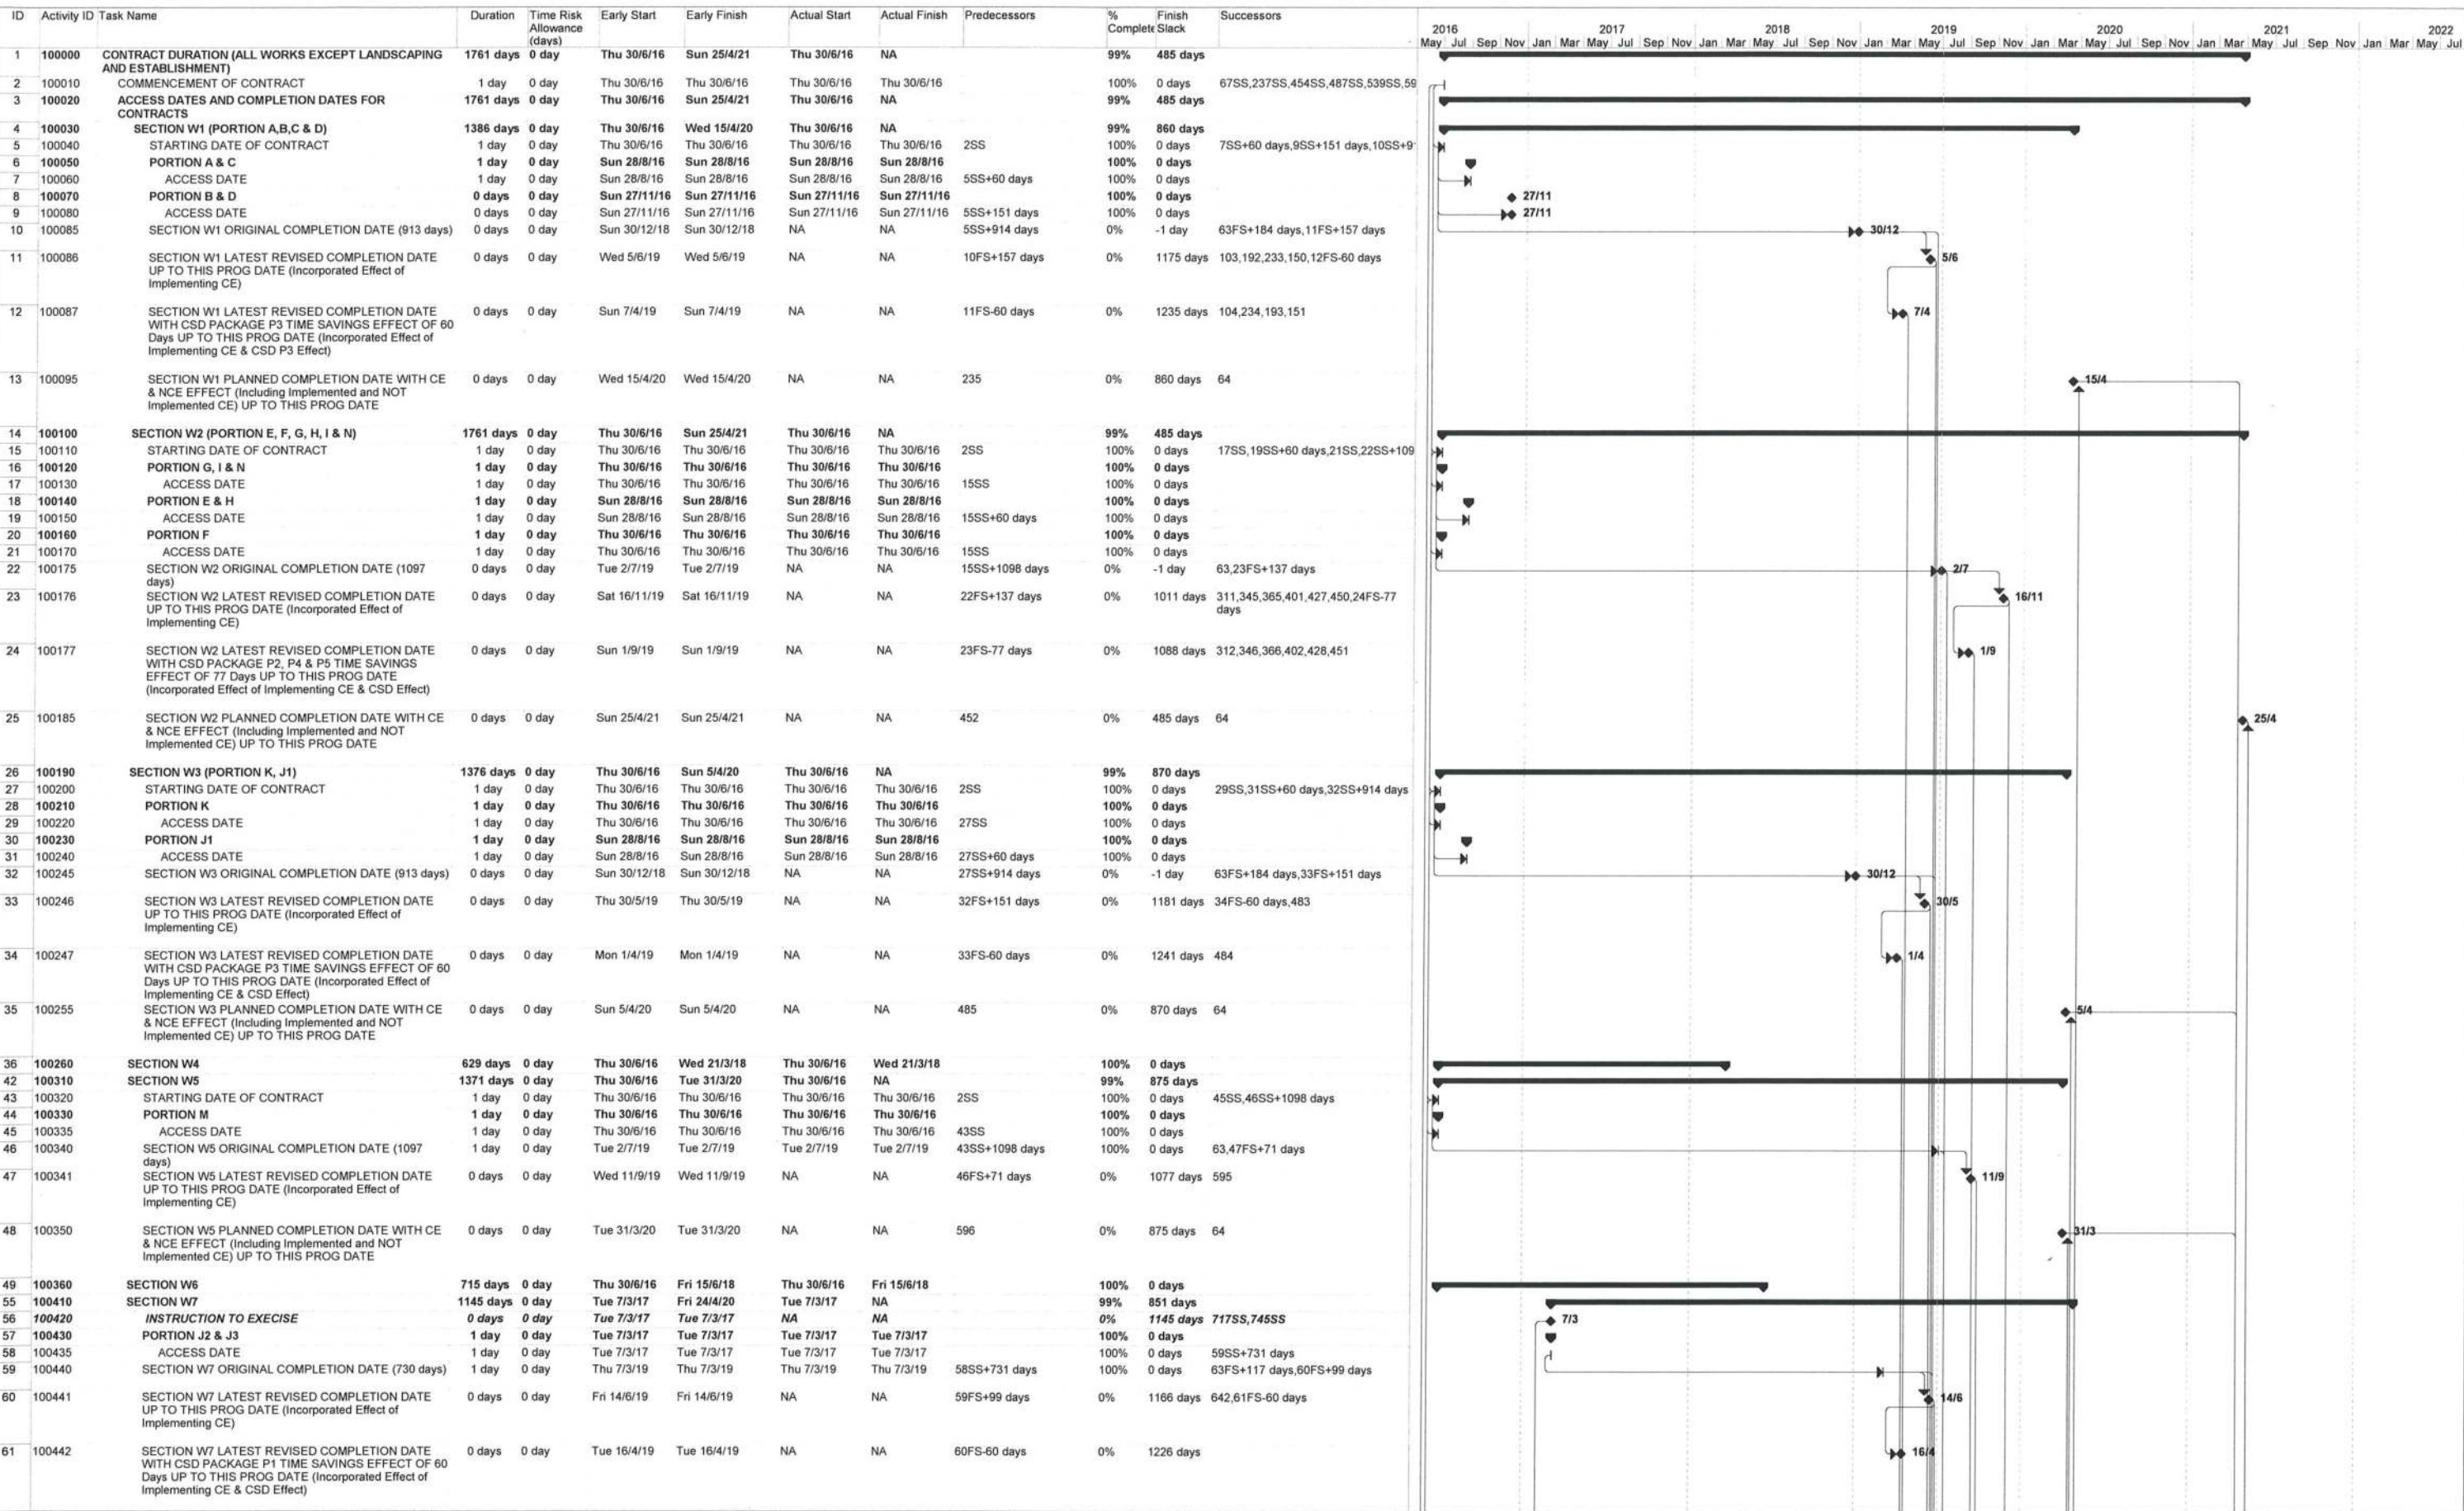 ID Activity ID Task Name Duration Time Risk Early Start Early Finish Actual Start Actual Finish Predecessors % Finish Successors
Allowance Complete Slack
(days)
2016 2017 2018 2019 2020 2021 2022
May Jul Sep Nov Jan Mar May Jul Sep Nov Jan Mar May Jul Sep Nov Jan Mar May Jul Sep Nov Jan Mar May Jul Sep Nov Jan Mar May Jul Sep Nov Jan Mar May Jul
1 100000 CONTRACT DURATION (ALL WORKS EXCEPT LANDSCAPING 1761 days 0 day Thu 30/6/16 Sun 25/4/21 Thu 30/6/16 NA 99% 485 days
AND ESTABLISHMENT)
2 100010 COMMENCEMENT OF CONTRACT 1 day 0 day Thu 30/6/16 Thu 30/6/16 Thu 30/6/16 Thu 30/6/16 100% 0 days 67SS,237SS,454SS,487SS,539SS,59
3 100020 ACCESS DATES AND COMPLETION DATES FOR 1761 days 0 day Thu 30/6/16 Sun 25/4/21 Thu 30/6/16 NA 99% 485 days
CONTRACTS
4 100030 SECTION W1 (PORTION A,B,C & D) 1386 days 0 day Thu 30/6/16 Wed 15/4/20 Thu 30/6/16 NA 99% 860 days
5 100040 STARTING DATE OF CONTRACT 1 day 0 day Thu 30/6/16 Thu 30/6/16 Thu 30/6/16 Thu 30/6/16 2SS 100% 0 days 7SS+60 days,9SS+151 days,10SS+9
6 100050 PORTION A & C 1 day 0 day Sun 28/8/16 Sun 28/8/16 Sun 28/8/16 Sun 28/8/16 100% 0 days
7 100060 ACCESS DATE 1 day 0 day Sun 28/8/16 Sun 28/8/16 Sun 28/8/16 Sun 28/8/16 5SS+60 days 100% 0 days
8 100070 PORTION B & D 0 days 0 day Sun 27/11/16 Sun 27/11/16 Sun 27/11/16 Sun 27/11/16 100% 0 days 27/11
9 100080 ACCESS DATE 0 days 0 day Sun 27/11/16 Sun 27/11/16 Sun 27/11/16 Sun 27/11/16 5SS+151 days 100% 0 days 27/11
10 100085 SECTION W1 ORIGINAL COMPLETION DATE (913 days) 0 days 0 day Sun 30/12/18 Sun 30/12/18 NA NA 5SS+914 days 0% -1 day 63FS+184 days,11FS+157 days 30/12
11 100086 SECTION W1 LATEST REVISED COMPLETION DATE 0 days 0 day Wed 5/6/19 Wed 5/6/19 NA NA 10FS+157 days 0% 1175 days 103,192,233,150,12FS-60 days 5/6
UP TO THIS PROG DATE (Incorporated Effect of
Implementing CE)
12 100087 SECTION W1 LATEST REVISED COMPLETION DATE 0 days 0 day Sun 7/4/19 Sun 7/4/19 NA NA 11FS-60 days 0% 1235 days 104,234,193,151 7/4
WITH CSD PACKAGE P3 TIME SAVINGS EFFECT OF 60
Days UP TO THIS PROG DATE (Incorporated Effect of
Implementing CE & CSD P3 Effect)
13 100095 SECTION W1 PLANNED COMPLETION DATE WITH CE 0 days 0 day Wed 15/4/20 Wed 15/4/20 NA NA 235 0% 860 days 64 15/4
& NCE EFFECT (Including Implemented and NOT
Implemented CE) UP TO THIS PROG DATE
14 100100 SECTION W2 (PORTION E, F, G, H, I & N) 1761 days 0 day Thu 30/6/16 Sun 25/4/21 Thu 30/6/16 NA 99% 485 days
15 100110 STARTING DATE OF CONTRACT 1 day 0 day Thu 30/6/16 Thu 30/6/16 Thu 30/6/16 Thu 30/6/16 2SS 100% 0 days 17SS,19SS+60 days,21SS,22SS+109
16 100120 PORTION G, I & N 1 day 0 day Thu 30/6/16 Thu 30/6/16 Thu 30/6/16 Thu 30/6/16 100% 0 days
17 100130 ACCESS DATE 1 day 0 day Thu 30/6/16 Thu 30/6/16 Thu 30/6/16 Thu 30/6/16 15SS 100% 0 days
18 100140 PORTION E & H 1 day 0 day Sun 28/8/16 Sun 28/8/16 Sun 28/8/16 Sun 28/8/16 100% 0 days
19 100150 ACCESS DATE 1 day 0 day Sun 28/8/16 Sun 28/8/16 Sun 28/8/16 Sun 28/8/16 15SS+60 days 100% 0 days
20 100160 PORTION F 1 day 0 day Thu 30/6/16 Thu 30/6/16 Thu 30/6/16 Thu 30/6/16 100% 0 days
21 100170 ACCESS DATE 1 day 0 day Thu 30/6/16 Thu 30/6/16 Thu 30/6/16 Thu 30/6/16 15SS 100% 0 days
22 100175 SECTION W2 ORIGINAL COMPLETION DATE (1097 0 days 0 day Tue 2/7/19 Tue 2/7/19 NA NA 15SS+1098 days 0% -1 day 63,23FS+137 days 2/7
days)
23 100176 SECTION W2 LATEST REVISED COMPLETION DATE 0 days 0 day Sat 16/11/19 Sat 16/11/19 NA NA 22FS+137 days 0% 1011 days 311,345,365,401,427,450,24FS-77 16/11
UP TO THIS PROG DATE (Incorporated Effect of days
Implementing CE)
24 100177 SECTION W2 LATEST REVISED COMPLETION DATE 0 days 0 day Sun 1/9/19 Sun 1/9/19 NA NA 23FS-77 days 0% 1088 days 312,346,366,402,428,451 1/9
WITH CSD PACKAGE P2, P4 & P5 TIME SAVINGS
EFFECT OF 77 Days UP TO THIS PROG DATE
(Incorporated Effect of Implementing CE & CSD Effect)
25 100185 SECTION W2 PLANNED COMPLETION DATE WITH CE 0 days 0 day Sun 25/4/21 Sun 25/4/21 NA NA 452 0% 485 days 64 25/4
& NCE EFFECT (Including Implemented and NOT
Implemented CE) UP TO THIS PROG DATE
26 100190 SECTION W3 (PORTION K, J1) 1376 days 0 day Thu 30/6/16 Sun 5/4/20 Thu 30/6/16 NA 99% 870 days
27 100200 STARTING DATE OF CONTRACT 1 day 0 day Thu 30/6/16 Thu 30/6/16 Thu 30/6/16 Thu 30/6/16 2SS 100% 0 days 29SS,31SS+60 days,32SS+914 days
28 100210 PORTION K 1 day 0 day Thu 30/6/16 Thu 30/6/16 Thu 30/6/16 Thu 30/6/16 100% 0 days
29 100220 ACCESS DATE 1 day 0 day Thu 30/6/16 Thu 30/6/16 Thu 30/6/16 Thu 30/6/16 27SS 100% 0 days
30 100230 PORTION J1 1 day 0 day Sun 28/8/16 Sun 28/8/16 Sun 28/8/16 Sun 28/8/16 100% 0 days
31 100240 ACCESS DATE 1 day 0 day Sun 28/8/16 Sun 28/8/16 Sun 28/8/16 Sun 28/8/16 27SS+60 days 100% 0 days
32 100245 SECTION W3 ORIGINAL COMPLETION DATE (913 days) 0 days 0 day Sun 30/12/18 Sun 30/12/18 NA NA 27SS+914 days 0% -1 day 63FS+184 days,33FS+151 days 30/12
33 100246 SECTION W3 LATEST REVISED COMPLETION DATE 0 days 0 day Thu 30/5/19 Thu 30/5/19 NA NA 32FS+151 days 0% 1181 days 34FS-60 days,483 30/5
UP TO THIS PROG DATE (Incorporated Effect of
Implementing CE)
34 100247 SECTION W3 LATEST REVISED COMPLETION DATE 0 days 0 day Mon 1/4/19 Mon 1/4/19 NA NA 33FS-60 days 0% 1241 days 484 1/4
WITH CSD PACKAGE P3 TIME SAVINGS EFFECT OF 60
Days UP TO THIS PROG DATE (Incorporated Effect of
Implementing CE & CSD Effect)
35 100255 SECTION W3 PLANNED COMPLETION DATE WITH CE 0 days 0 day Sun 5/4/20 Sun 5/4/20 NA NA 485 0% 870 days 64 5/4
& NCE EFFECT (Including Implemented and NOT
Implemented CE) UP TO THIS PROG DATE
36 100260 SECTION W4 629 days 0 day Thu 30/6/16 Wed 21/3/18 Thu 30/6/16 Wed 21/3/18 100% 0 days
42 100310 SECTION W5 1371 days 0 day Thu 30/6/16 Tue 31/3/20 Thu 30/6/16 NA 99% 875 days
43 100320 STARTING DATE OF CONTRACT 1 day 0 day Thu 30/6/16 Thu 30/6/16 Thu 30/6/16 Thu 30/6/16 2SS 100% 0 days 45SS,46SS+1098 days
44 100330 PORTION M 1 day 0 day Thu 30/6/16 Thu 30/6/16 Thu 30/6/16 Thu 30/6/16 100% 0 days
45 100335 ACCESS DATE 1 day 0 day Thu 30/6/16 Thu 30/6/16 Thu 30/6/16 Thu 30/6/16 43SS 100% 0 days
46 100340 SECTION W5 ORIGINAL COMPLETION DATE (1097 1 day 0 day Tue 2/7/19 Tue 2/7/19 Tue 2/7/19 Tue 2/7/19 43SS+1098 days 100% 0 days 63,47FS+71 days
days)
47 100341 SECTION W5 LATEST REVISED COMPLETION DATE 0 days 0 day Wed 11/9/19 Wed 11/9/19 NA NA 46FS+71 days 0% 1077 days 595 11/9
UP TO THIS PROG DATE (Incorporated Effect of
Implementing CE)
48 100350 SECTION W5 PLANNED COMPLETION DATE WITH CE 0 days 0 day Tue 31/3/20 Tue 31/3/20 NA NA 596 0% 875 days 64 31/3
& NCE EFFECT (Including Implemented and NOT
Implemented CE) UP TO THIS PROG DATE
49 100360 SECTION W6 715 days 0 day Thu 30/6/16 Fri 15/6/18 Thu 30/6/16 Fri 15/6/18 100% 0 days
55 100410 SECTION W7 1145 days 0 day Tue 7/3/17 Fri 24/4/20 Tue 7/3/17 NA 99% 851 days
56 100420 INSTRUCTION TO EXECISE 0 days 0 day Tue 7/3/17 Tue 7/3/17 NA NA 0% 1145 days 717SS,745SS 7/3
57 100430 PORTION J2 & J3 1 day 0 day Tue 7/3/17 Tue 7/3/17 Tue 7/3/17 Tue 7/3/17 100% 0 days
58 100435 ACCESS DATE 1 day 0 day Tue 7/3/17 Tue 7/3/17 Tue 7/3/17 Tue 7/3/17 100% 0 days 59SS+731 days
59 100440 SECTION W7 ORIGINAL COMPLETION DATE (730 days) 1 day 0 day Thu 7/3/19 Thu 7/3/19 Thu 7/3/19 Thu 7/3/19 58SS+731 days 100% 0 days 63FS+117 days,60FS+99 days
60 100441 SECTION W7 LATEST REVISED COMPLETION DATE 0 days 0 day Fri 14/6/19 Fri 14/6/19 NA NA 59FS+99 days 0% 1166 days 642,61FS-60 days 14/6
UP TO THIS PROG DATE (Incorporated Effect of
Implementing CE)
61 100442 SECTION W7 LATEST REVISED COMPLETION DATE 0 days 0 day Tue 16/4/19 Tue 16/4/19 NA NA 60FS-60 days 0% 1226 days 16/4
WITH CSD PACKAGE P1 TIME SAVINGS EFFECT OF 60
Days UP TO THIS PROG DATE (Incorporated Effect of
Implementing CE & CSD Effect)